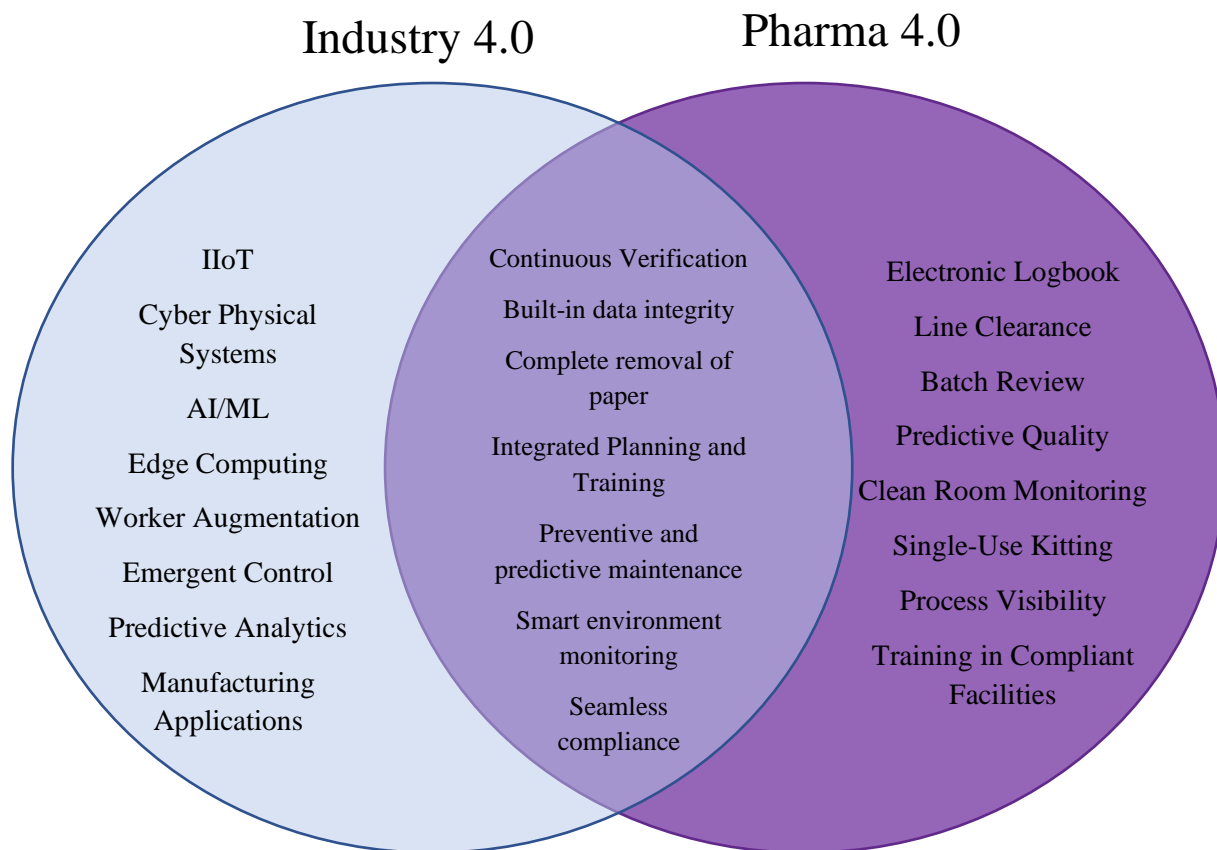 Industry 4.0
Pharma 4.0
IIoT
Cyber Physical
Systems
AI/ML
Edge Computing
Worker Augmentation
Emergent Control
Predictive Analytics
Manufacturing
Applications
Continuous Verification
Built-in data integrity
Complete removal of
paper
Integrated Planning and
Training
Preventive and
predictive maintenance
Smart environment
monitoring
Seamless
compliance
Electronic Logbook
Line Clearance
Batch Review
Predictive Quality
Clean Room Monitoring
Single-Use Kitting
Process Visibility
Training in Compliant
Facilities